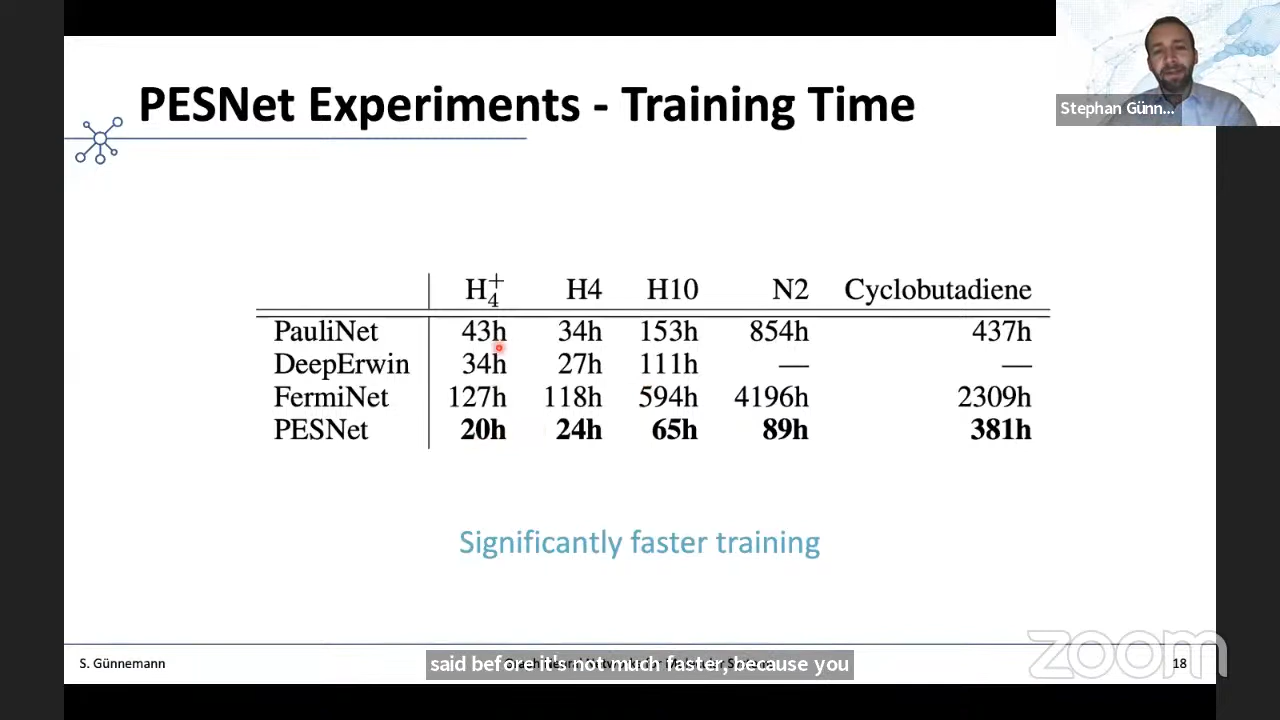 PESNet Experiments - Training Time
Stephan Günn...
H4+ H4 H10 N2 Cyclobutadiene
PauliNet 43h 34h 153h 854h 437h
DeepErwin 34h 27h 111h — —
FermiNet 127h 118h 594h 4196h 2309h
PESNet 20h 24h 65h 89h 381h
Significantly faster training
zoom
S. Günnemann
said before it's not much faster, because you
18